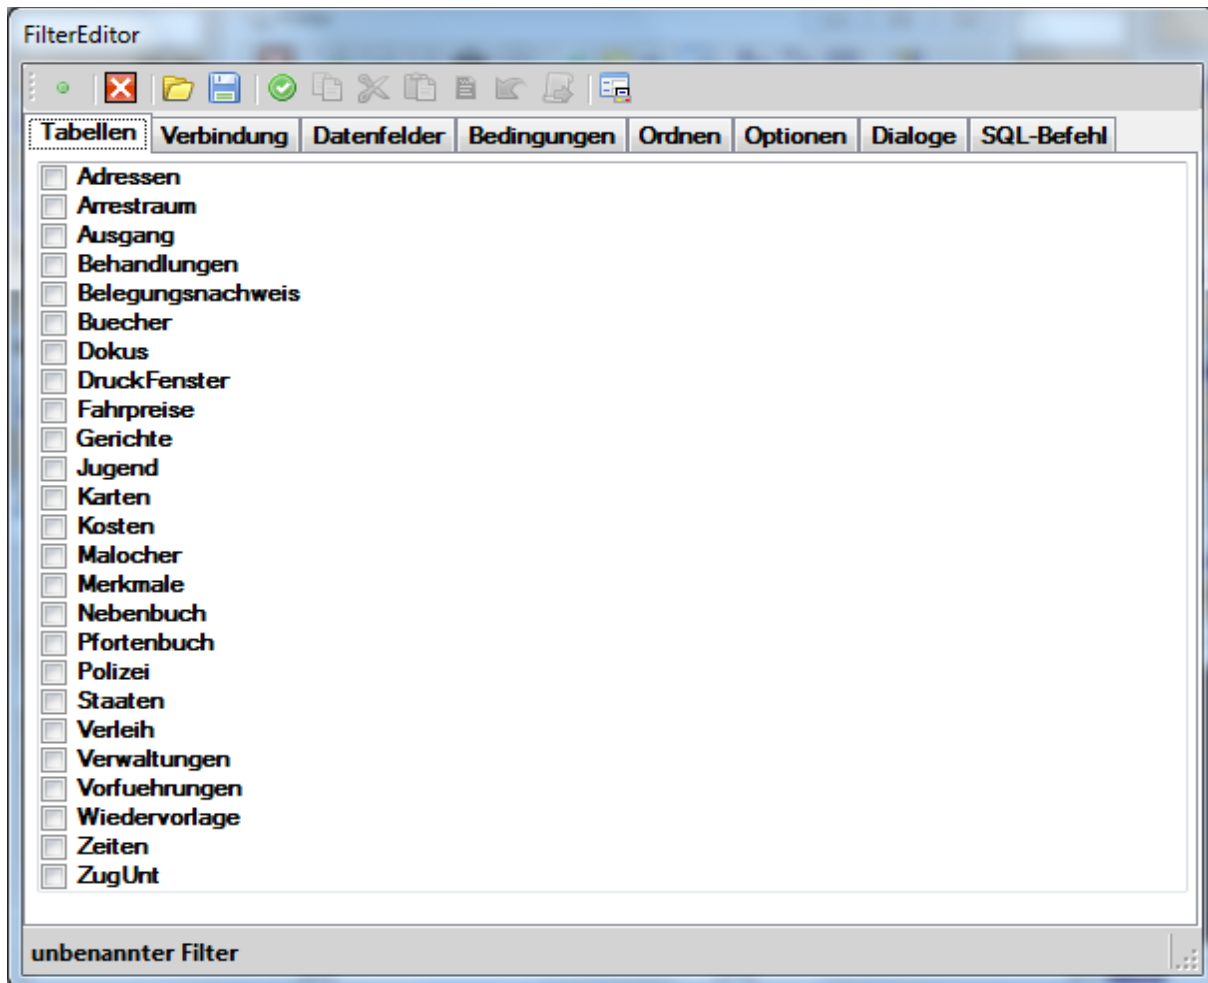 FilterEditor
Tabellen Verbindung Datenfelder Bedingungen Ordnen Optionen Dialoge SQL-Befehl
Adressen
Arrestraum
Ausgang
Behandlungen
Belegungsnachweis
Buecher
Dokus
DruckFenster
Fahrpreise
Gerichte
Jugend
Karten
Kosten
Malocher
Merkmale
Nebenbuch
Pfortenbuch
Polizei
Staaten
Verleih
Verwaltungen
Vorfuehrungen
Wiedervorlage
Zeiten
ZugUnt
unbenannter Filter